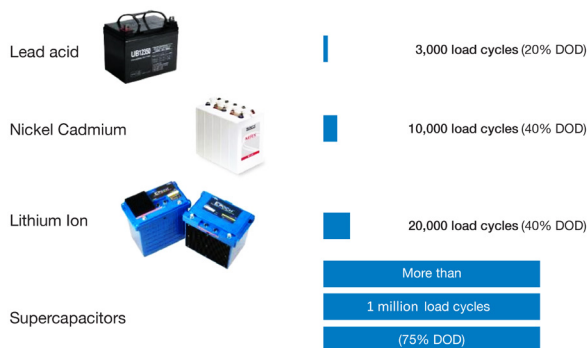 Lead acid
UB12350
3,000 load cycles (20% DOD)
Nickel Cadmium
10,000 load cycles (40% DOD)
Lithium Ion
20,000 load cycles (40% DOD)
More than
1 million load cycles
Supercapacitors
(75% DOD)